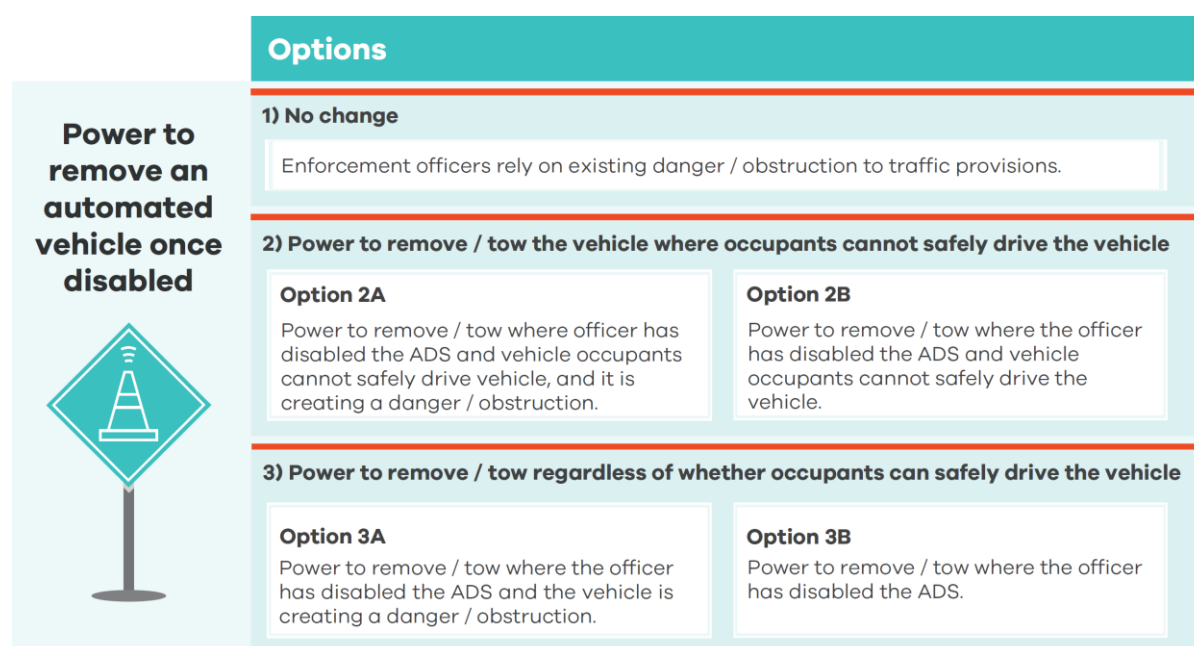 Options
Power to
remove an
automated
vehicle once
disabled
1) No change
Enforcement officers rely on existing danger / obstruction to traffic provisions.
2) Power to remove / tow the vehicle where occupants cannot safely drive the vehicle
Option 2A
Power to remove / tow where officer has
disabled the ADS and vehicle occupants
cannot safely drive vehicle, and it is
creating a danger / obstruction.
Option 2B
Power to remove / tow where the officer
has disabled the ADS and vehicle
occupants cannot safely drive the
vehicle.
3) Power to remove / tow regardless of whether occupants can safely drive the vehicle
Option 3A
Power to remove / tow where the officer
has disabled the ADS and the vehicle is
creating a danger / obstruction.
Option 3B
Power to remove / tow where the officer
has disabled the ADS.